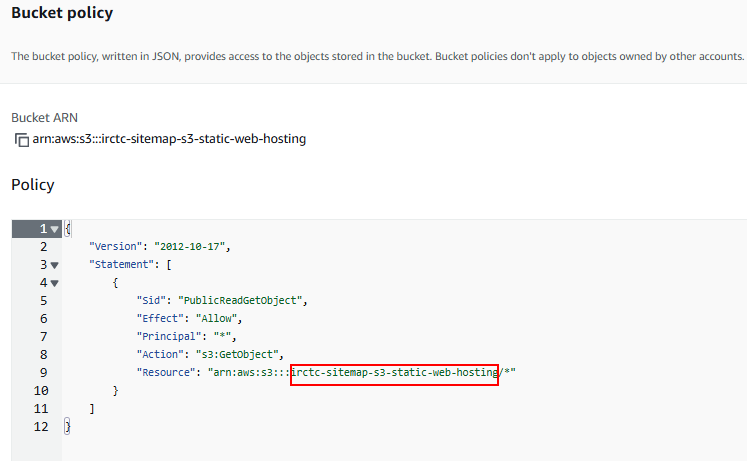 Bucket policy
The bucket policy, written in JSON, provides access to the objects stored in the bucket. Bucket policies don't apply to objects owned by other accounts.
Bucket ARN
arn:aws:s3:::irctc-sitemap-s3-static-web-hosting
Policy
1 {
2 "Version": "2012-10-17",
3 "Statement": [
4 {
5 "Sid": "PublicReadGetObject",
6 "Effect": "Allow",
7 "Principal": "*",
8 "Action": "s3:GetObject",
9 "Resource": "arn:aws:s3:::irctc-sitemap-s3-static-web-hosting/*"
10 }
11 ]
12 }